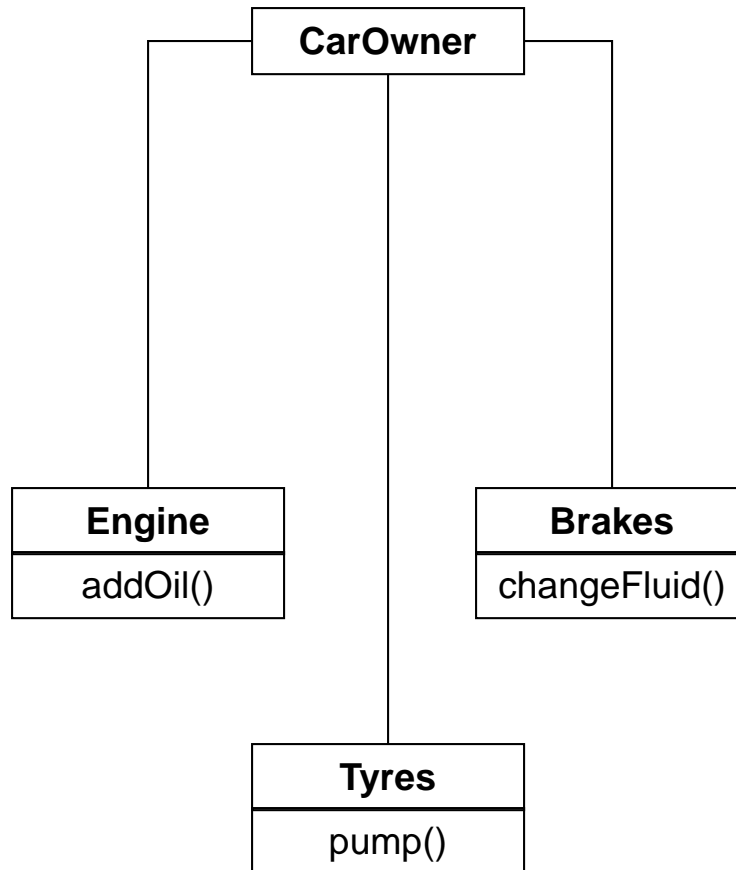 CarOwner
Engine
addOil()
Brakes
changeFluid()
Tyres
pump()